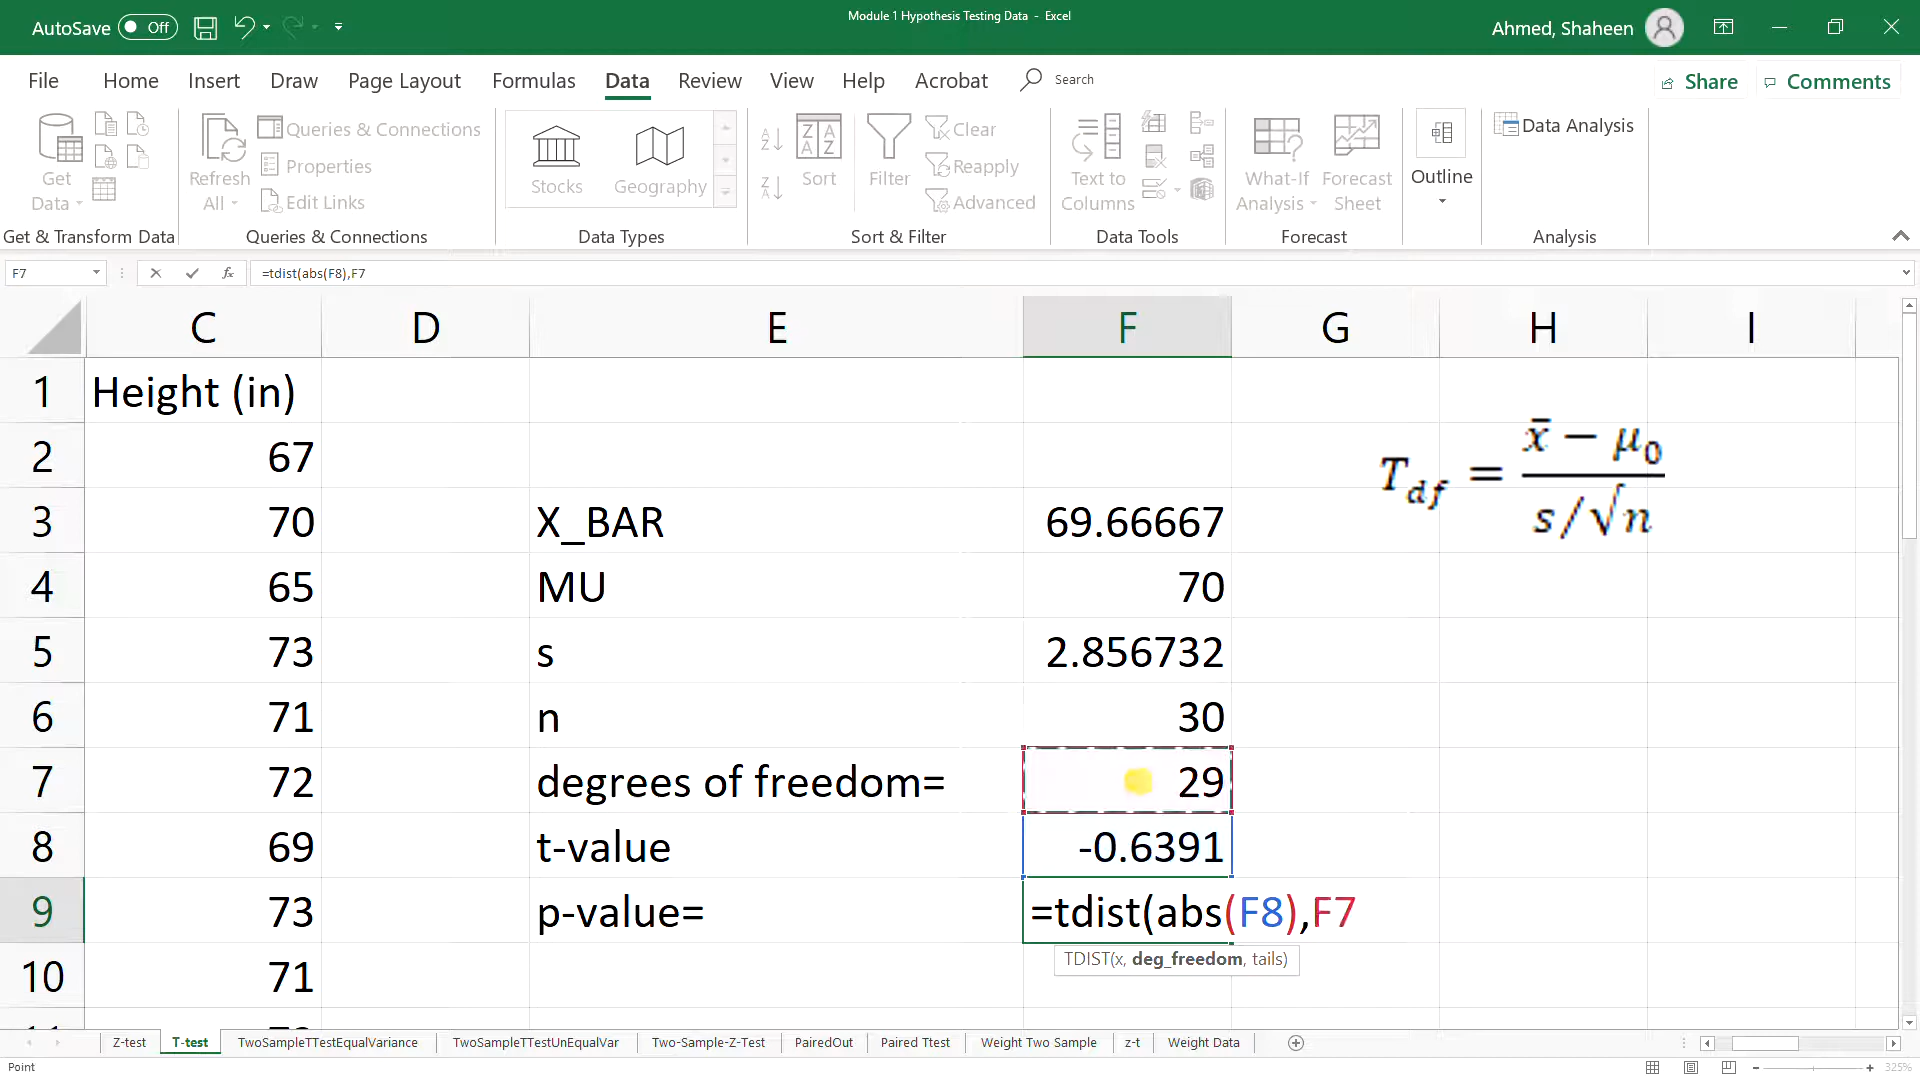 AutoSave Off
Module 1 Hypothesis Testing Data - Excel
Ahmed, Shaheen
File Home Insert Draw Page Layout Formulas Data Review View Help Acrobat Search Share Comments
Get Data
Refresh All
Queries & Connections
Properties
Edit Links
Stocks
Geography
Sort
Filter
Clear
Reapply
Advanced
Text to Columns
What-If Analysis
Forecast Sheet
Outline
Data Analysis
Get & Transform Data Queries & Connections Data Types Sort & Filter Data Tools Forecast Analysis
F7 fx =tdist(abs(F8),F7
C D E F G H I
1 Height (in)
2 67
3 70 X_BAR 69.66667
4 65 MU 70
5 73 s 2.856732
6 71 n 30
7 72 degrees of freedom= 29
8 69 t-value -0.6391
9 73 p-value= =tdist(abs(F8),F7
10 71
TDIST(x, deg_freedom, tails)
T_df = (x̄ − μ0) / (s/√n)
Z-test T-test TwoSampleTTestEqualVariance TwoSampleTTestUnEqualVar Two-Sample-Z-Test PairedOut Paired Ttest Weight Two Sample z-t Weight Data
Point 325%